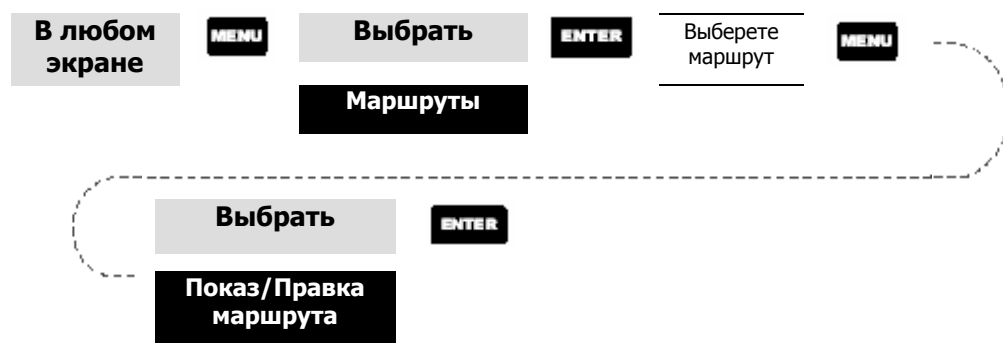 В любом
экране
MENU
Выбрать
Маршруты
ENTER
Выберете
маршрут
MENU
Выбрать
Показ/Правка
маршрута
ENTER